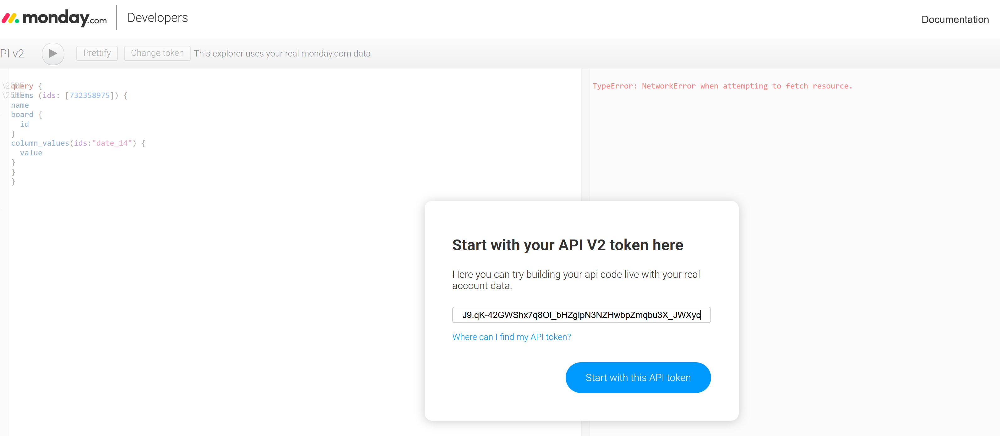 monday.com
Developers
Documentation
PI v2
Prettify
Change token
This explorer uses your real monday.com data
query {
items (ids: [732358975]) {
name
board {
id
}
column_values(ids:"date_14") {
value
}
}
}
TypeError: NetworkError when attempting to fetch resource.
Start with your API V2 token here
Here you can try building your api code live with your real
account data.
J9.qK-42GWShx7q8Ol_bHZgipN3NZHwbpZmqbu3X_JWXyc
Where can I find my API token?
Start with this API token